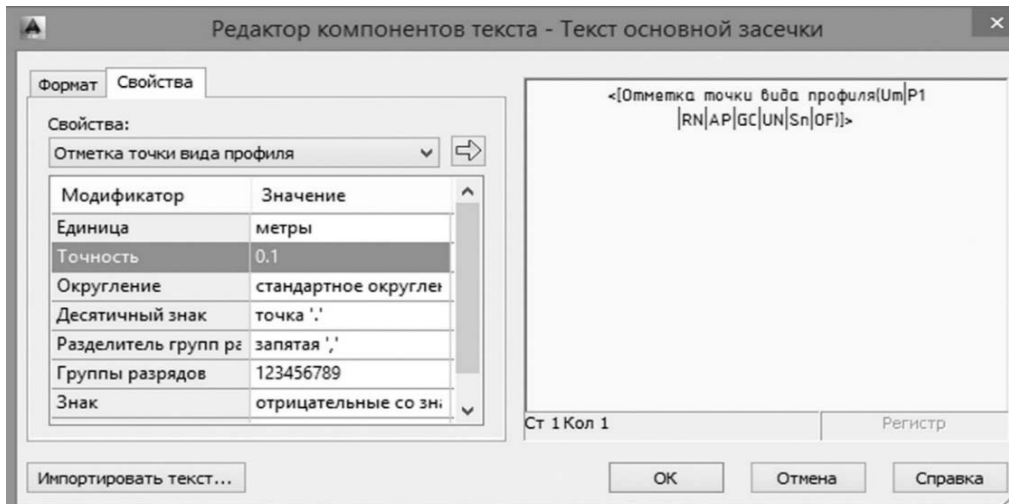 Редактор компонентов текста - Текст основной засечки
Формат
Свойства
Свойства:
Отметка точки вида профиля
Модификатор
Значение
Единица
метры
Точность
0.1
Округление
стандартное округлен
Десятичный знак
точка '.'
Разделитель групп ра
запятая ','
Группы разрядов
123456789
Знак
отрицательные со зна
<[Отметка точки вида профиля(Um|P1
|RN|AP|GC|UN|Sn|OF)]>
Ст 1 Кол 1
Регистр
Импортировать текст...
ОК
Отмена
Справка